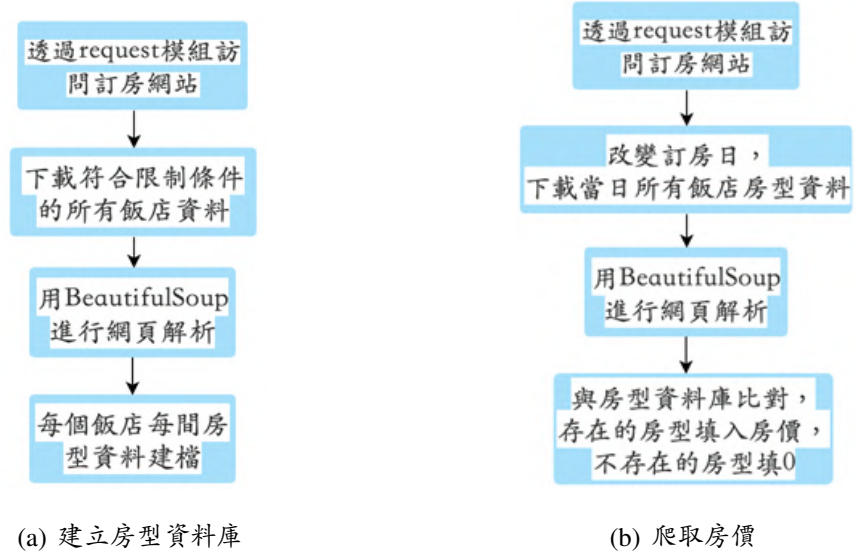 透過request模組訪
問訂房網站
下載符合限制條件
的所有飯店資料
用BeautifulSoup
進行網頁解析
每個飯店每間房
型資料建檔
(a) 建立房型資料庫
透過request模組訪
問訂房網站
改變訂房日，
下載當日所有飯店房型資料
用BeautifulSoup
進行網頁解析
與房型資料庫比對，
存在的房型填入房價，
不存在的房型填0
(b) 爬取房價